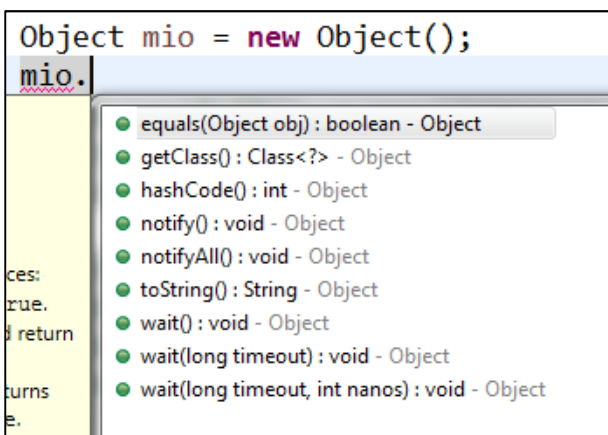 Object mio = new Object();
mio.
equals(Object obj) : boolean - Object
getClass() : Class<?> - Object
hashCode() : int - Object
notify() : void - Object
notifyAll() : void - Object
toString() : String - Object
wait() : void - Object
wait(long timeout) : void - Object
wait(long timeout, int nanos) : void - Object
ces:
rue.
d return
turns
e.